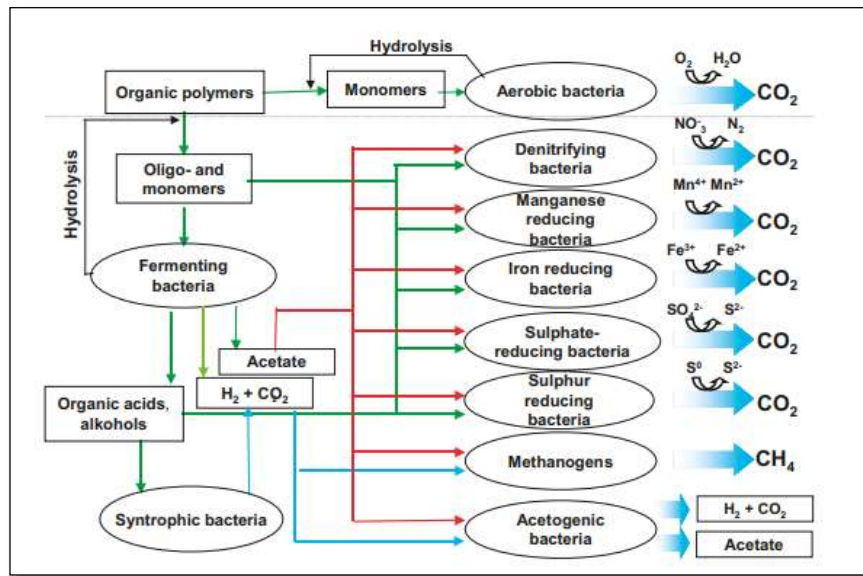 Hydrolysis
O₂ H₂O
Organic polymers
Monomers
Aerobic bacteria
CO₂
NO⁻₃ N₂
Oligo- and
monomers
Denitrifying
bacteria
CO₂
Hydrolysis
Mn⁴⁺ Mn²⁺
Manganese
reducing
bacteria
CO₂
Fermenting
bacteria
Fe³⁺ Fe²⁺
Iron reducing
bacteria
CO₂
SO₄²⁻ S²⁻
Sulphate-
reducing bacteria
CO₂
Acetate
H₂ + CO₂
Organic acids,
alkohols
S⁰ S²⁻
Sulphur
reducing
bacteria
CO₂
Methanogens
CH₄
Syntrophic bacteria
Acetogenic
bacteria
H₂ + CO₂
Acetate